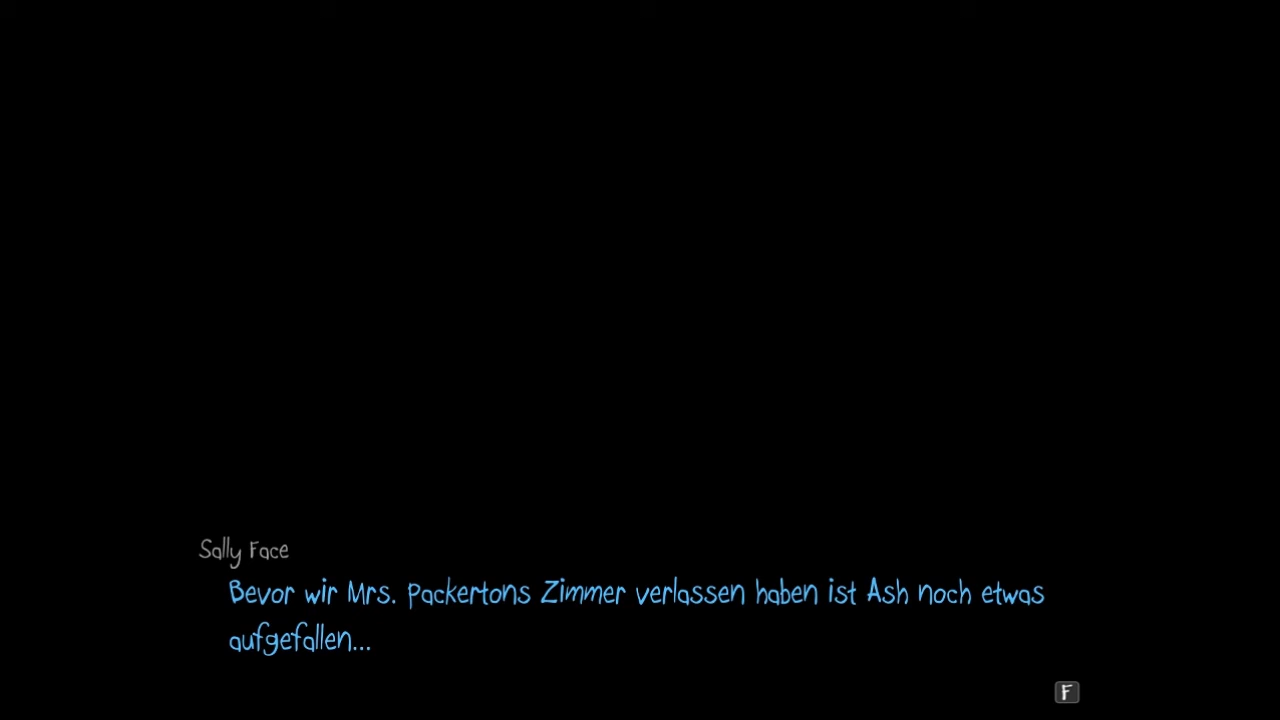 Sally Face
Bevor wir Mrs. Packertons Zimmer verlassen haben ist Ash noch etwas
aufgefallen...
F